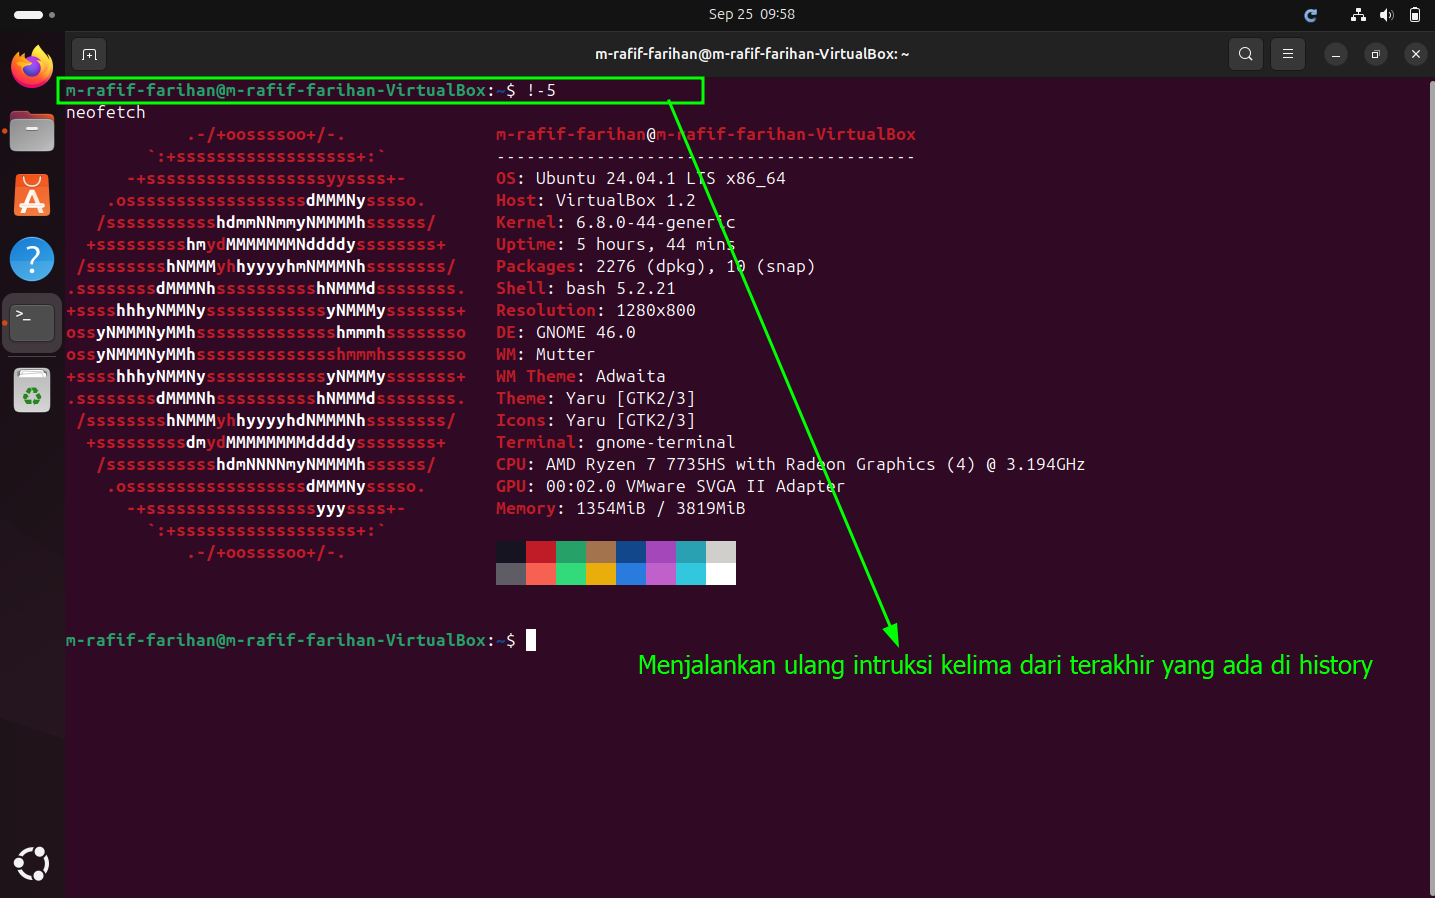 Sep 25 09:58
m-rafif-farihan@m-rafif-farihan-VirtualBox: ~
m-rafif-farihan@m-rafif-farihan-VirtualBox:~$ !-5
neofetch
.-/+oossssoo+/-. m-rafif-farihan@m-rafif-farihan-VirtualBox
`:+ssssssssssssssssss+:` ------------------------------------------
-+ssssssssssssssssssyyssss+- OS: Ubuntu 24.04.1 LTS x86_64
.ossssssssssssssssssdMMMNysssso. Host: VirtualBox 1.2
/ssssssssssshdmmNNmmyNMMMMhssssss/ Kernel: 6.8.0-44-generic
+ssssssssshmydMMMMMMMNddddyssssssss+ Uptime: 5 hours, 44 mins
/sssssssshNMMMyhhyyyyhmNMMMNhssssssss/ Packages: 2276 (dpkg), 10 (snap)
.ssssssssdMMMNhsssssssssshNMMMdssssssss. Shell: bash 5.2.21
+sssshhhyNMMNyssssssssssssyNMMMysssssss+ Resolution: 1280x800
ossyNMMMNyMMhsssssssssssssshmmmhssssssso DE: GNOME 46.0
ossyNMMMNyMMhsssssssssssssshmmmhssssssso WM: Mutter
+sssshhhyNMMNyssssssssssssyNMMMysssssss+ WM Theme: Adwaita
.ssssssssdMMMNhsssssssssshNMMMdssssssss. Theme: Yaru [GTK2/3]
/sssssssshNMMMyhhyyyyhdNMMMNhssssssss/ Icons: Yaru [GTK2/3]
+sssssssssdmydMMMMMMMMddddyssssssss+ Terminal: gnome-terminal
/ssssssssssshdmNNNNmyNMMMMhssssss/ CPU: AMD Ryzen 7 7735HS with Radeon Graphics (4) @ 3.194GHz
.ossssssssssssssssssdMMMNysssso. GPU: 00:02.0 VMware SVGA II Adapter
-+sssssssssssssssssyyyssss+- Memory: 1354MiB / 3819MiB
`:+ssssssssssssssssss+:`
.-/+oossssoo+/-.
m-rafif-farihan@m-rafif-farihan-VirtualBox:~$
Menjalankan ulang intruksi kelima dari terakhir yang ada di history